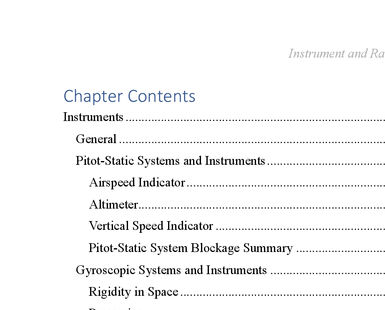 Instrument and Ra
Chapter Contents
Instruments ....................................................................................
General ....................................................................................
Pitot-Static Systems and Instruments .....................................
Airspeed Indicator ...............................................................
Altimeter ..............................................................................
Vertical Speed Indicator .....................................................
Pitot-Static System Blockage Summary ............................
Gyroscopic Systems and Instruments ....................................
Rigidity in Space .................................................................